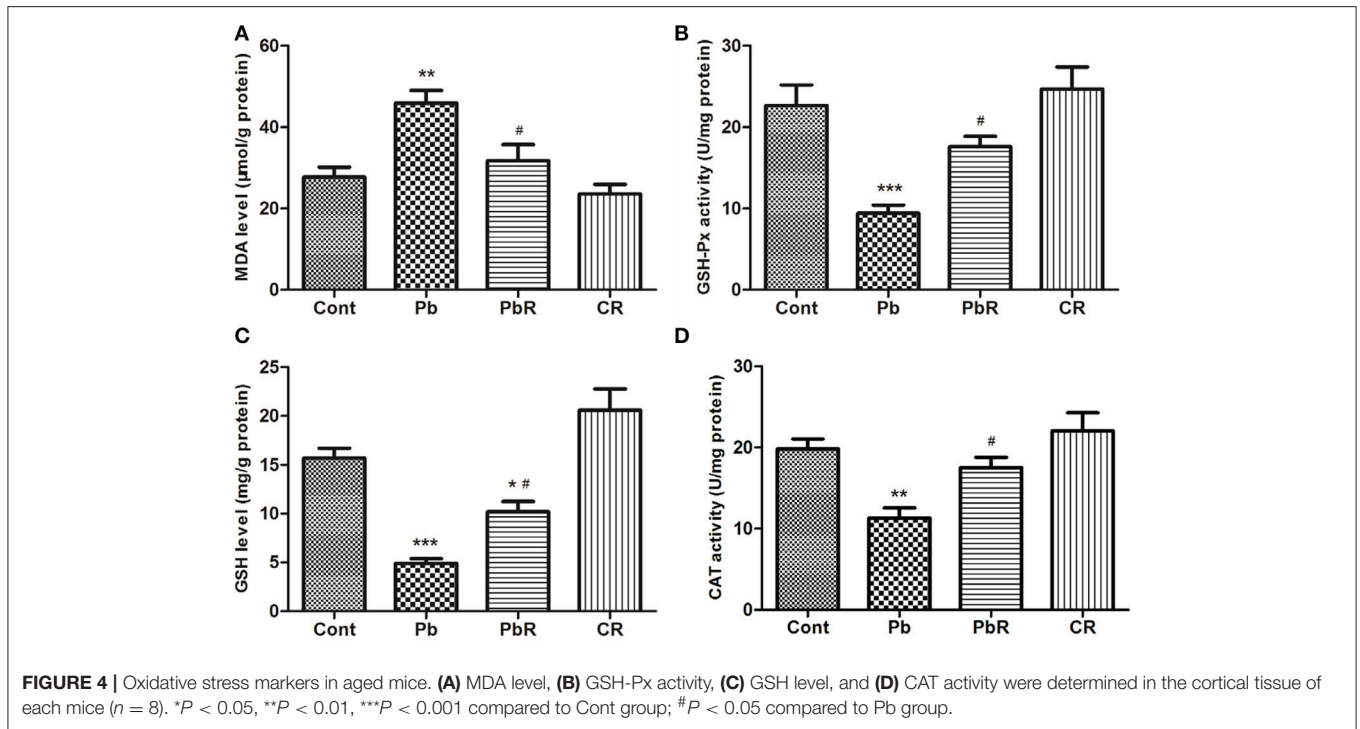 A
MDA level (µmol/g protein)
60
40
20
0
**
#
Cont Pb PbR CR
B
GSH-Px activity (U/mg protein)
30
20
10
0
***
#
Cont Pb PbR CR
C
GSH level (mg/g protein)
25
20
15
10
5
0
***
* #
Cont Pb PbR CR
D
CAT activity (U/mg protein)
30
20
10
0
**
#
Cont Pb PbR CR
FIGURE 4 | Oxidative stress markers in aged mice. (A) MDA level, (B) GSH-Px activity, (C) GSH level, and (D) CAT activity were determined in the cortical tissue of
each mice (n = 8). *P < 0.05, **P < 0.01, ***P < 0.001 compared to Cont group; #P < 0.05 compared to Pb group.